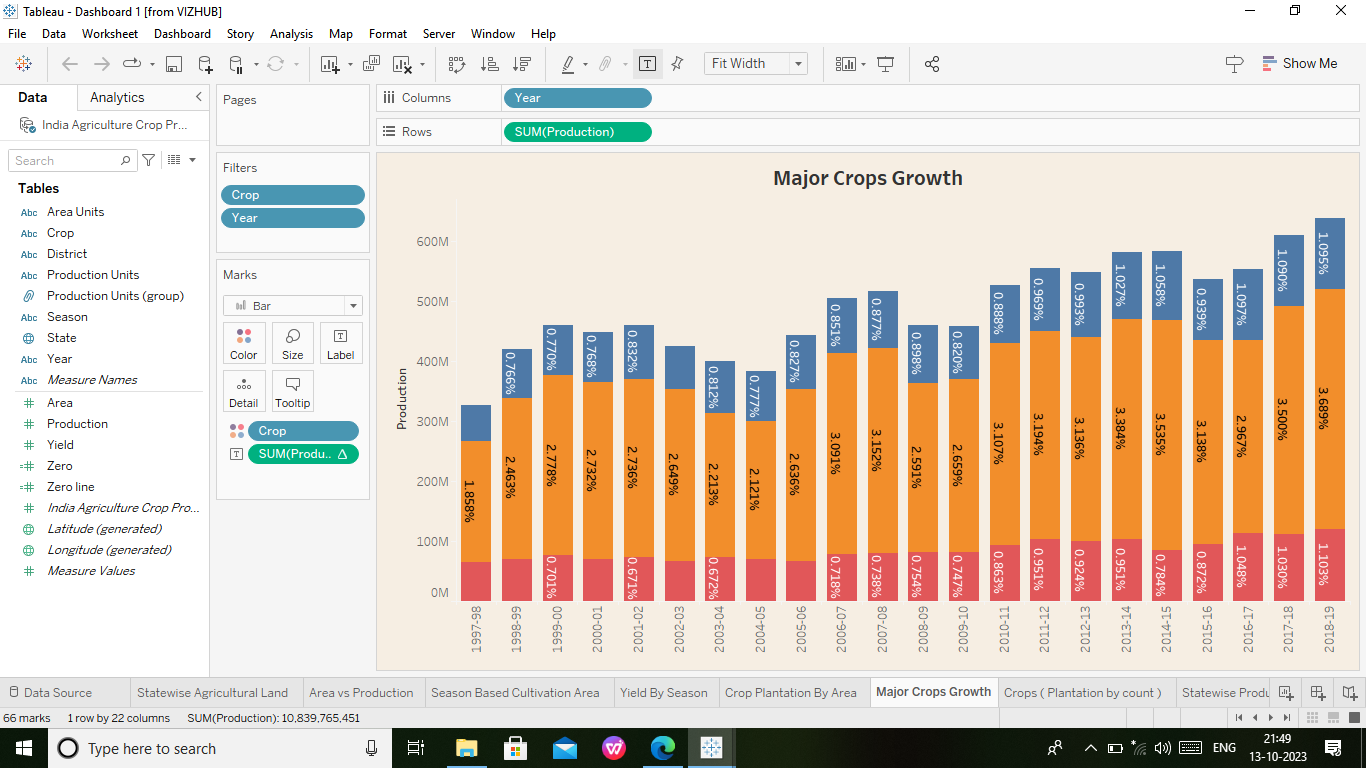 Tableau - Dashboard 1 [from VIZHUB]
File Data Worksheet Dashboard Story Analysis Map Format Server Window Help
Fit Width
Show Me
Data Analytics
India Agriculture Crop Pr...
Search
Tables
Abc Area Units
Abc Crop
Abc District
Abc Production Units
Production Units (group)
Abc Season
State
Abc Year
Abc Measure Names
Area
Production
Yield
Zero
Zero line
India Agriculture Crop Pro...
Latitude (generated)
Longitude (generated)
Measure Values
Pages
Filters
Crop
Year
Marks
Bar
Color Size Label
Detail Tooltip
Crop
SUM(Produ.. Δ
Columns Year
Rows SUM(Production)
Major Crops Growth
Production
600M
500M
400M
300M
200M
100M
0M
0.766% 0.770% 0.768% 0.832% 0.812% 0.777% 0.827% 0.851% 0.877% 0.898% 0.820% 0.888% 0.969% 0.993% 1.027% 1.058% 0.939% 1.097% 1.090% 1.095%
1.858% 2.463% 2.778% 2.732% 2.736% 2.649% 2.213% 2.121% 2.636% 3.091% 3.152% 2.591% 2.659% 3.107% 3.194% 3.136% 3.384% 3.535% 3.138% 2.967% 3.500% 3.689%
0.701% 0.671% 0.672% 0.718% 0.738% 0.754% 0.747% 0.863% 0.951% 0.924% 0.951% 0.784% 0.872% 1.048% 1.030% 1.103%
1997-98 1998-99 1999-00 2000-01 2001-02 2002-03 2003-04 2004-05 2005-06 2006-07 2007-08 2008-09 2009-10 2010-11 2011-12 2012-13 2013-14 2014-15 2015-16 2016-17 2017-18 2018-19
Data Source Statewise Agricultural Land Area vs Production Season Based Cultivation Area Yield By Season Crop Plantation By Area Major Crops Growth Crops ( Plantation by count ) Statewise Produ
66 marks 1 row by 22 columns SUM(Production): 10,839,765,451
Type here to search
ENG
21:49
13-10-2023